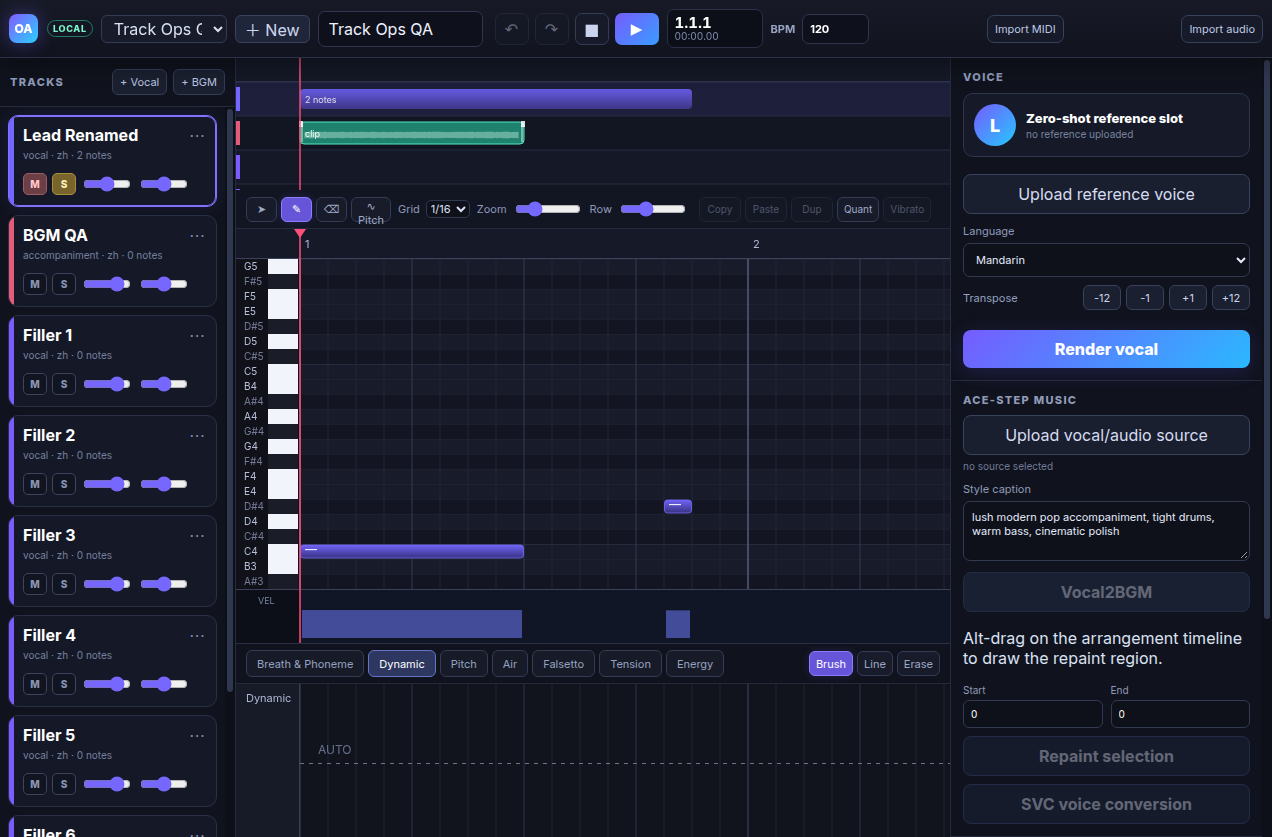 OA
LOCAL
Track Ops
+ New
Track Ops QA
1.1.1
00:00.00
BPM
120
Import MIDI
Import audio
TRACKS
+ Vocal
+ BGM
Lead Renamed
vocal · zh · 2 notes
M
S
BGM QA
accompaniment · zh · 0 notes
M
S
Filler 1
vocal · zh · 0 notes
M
S
Filler 2
vocal · zh · 0 notes
M
S
Filler 3
vocal · zh · 0 notes
M
S
Filler 4
vocal · zh · 0 notes
M
S
Filler 5
vocal · zh · 0 notes
M
S
Filler 6
2 notes
clip
Pitch
Grid
1/16
Zoom
Row
Copy
Paste
Dup
Quant
Vibrato
1
2
G5
F#5
F5
E5
D#5
D5
C#5
C5
B4
A#4
A4
G#4
G4
F#4
F4
E4
D#4
D4
C#4
C4
B3
A#3
VEL
Breath & Phoneme
Dynamic
Pitch
Air
Falsetto
Tension
Energy
Brush
Line
Erase
Dynamic
AUTO
VOICE
L
Zero-shot reference slot
no reference uploaded
Upload reference voice
Language
Mandarin
Transpose
-12
-1
+1
+12
Render vocal
ACE-STEP MUSIC
Upload vocal/audio source
no source selected
Style caption
lush modern pop accompaniment, tight drums,
warm bass, cinematic polish
Vocal2BGM
Alt-drag on the arrangement timeline
to draw the repaint region.
Start
End
0
0
Repaint selection
SVC voice conversion